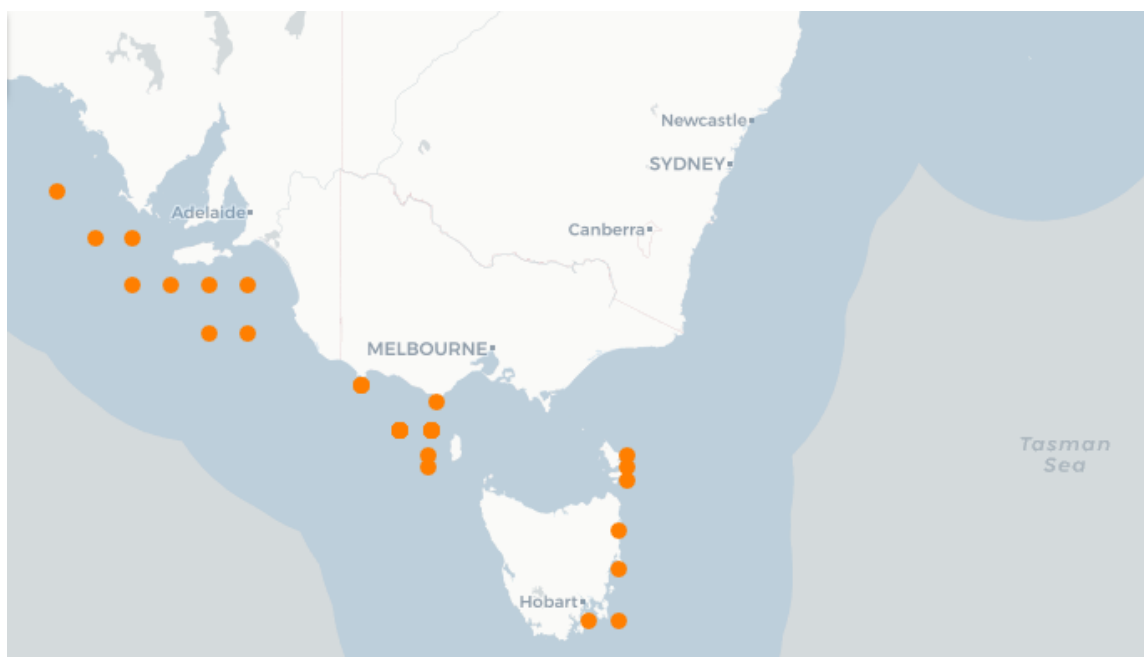 Newcastle
SYDNEY
Adelaide
Canberra
MELBOURNE
Tasman
Sea
Hobart